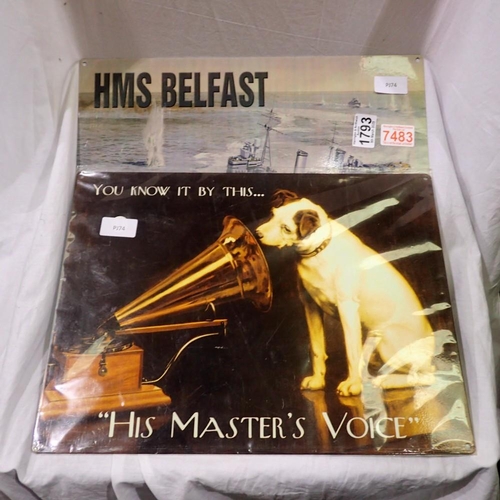 HMS BELFAST
1793
7483
YOU KNOW IT BY THIS...
"HIS MASTER'S VOICE"